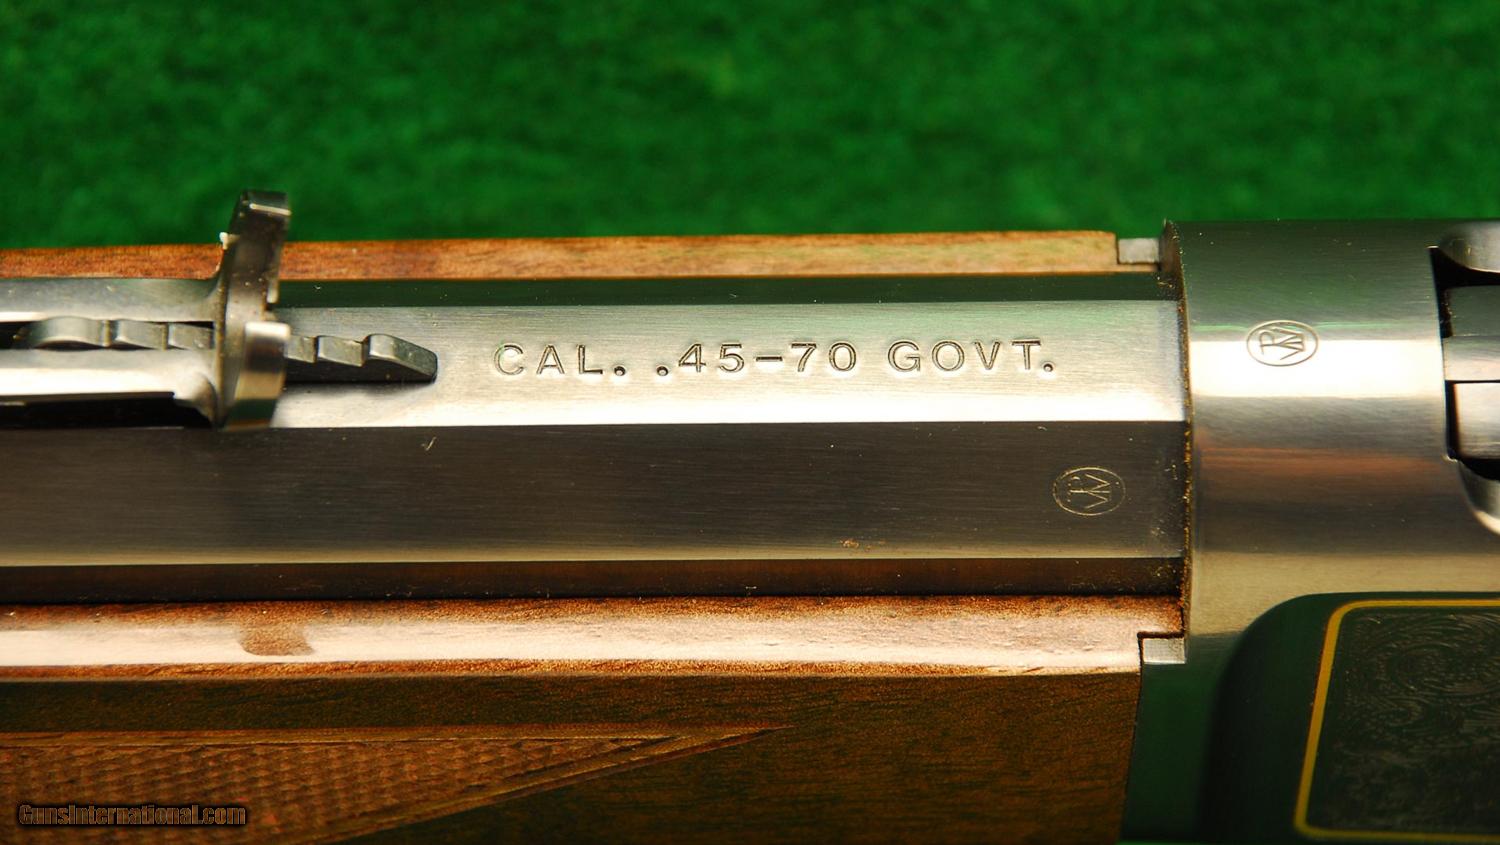 CAL. .45-70 GOVT.
GunsInternational.com